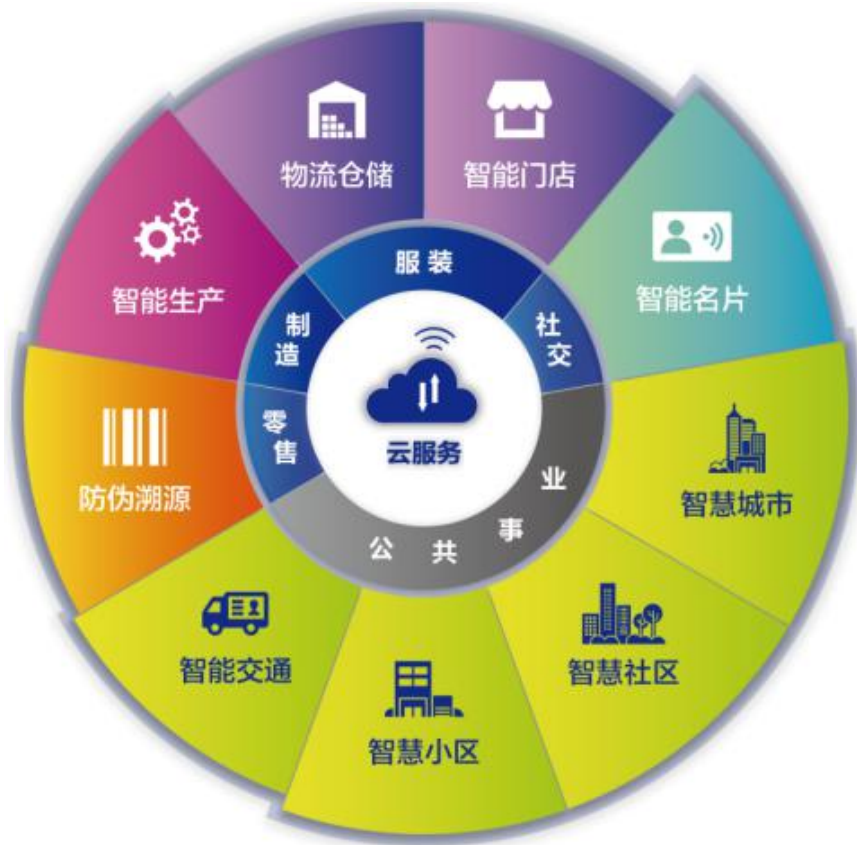 物流仓储
智能门店
智能生产
智能名片
服装
制造
社交
零售
云服务
公共事业
防伪溯源
智慧城市
智能交通
智慧社区
智慧小区